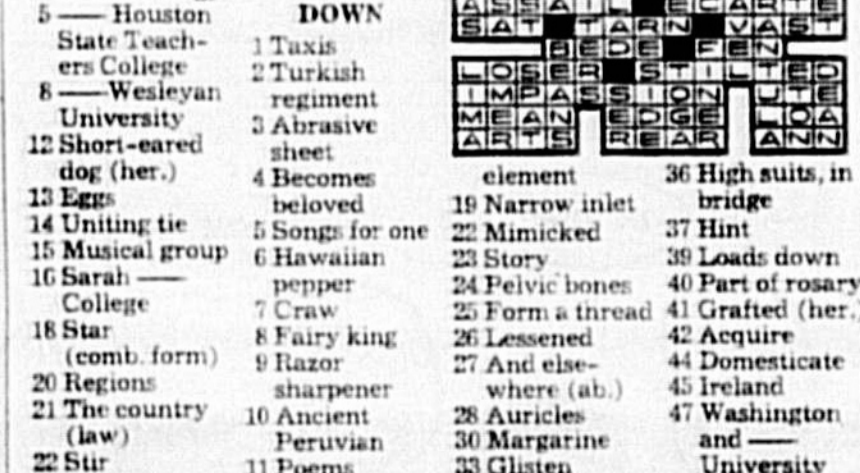 5 — Houston
State Teach-
ers College
8 — Wesleyan
University
12 Short-eared
dog (her.)
13 Eggs
14 Uniting tie
15 Musical group
16 Sarah —
College
18 Star
(comb. form)
20 Regions
21 The country
(law)
22 Stir
DOWN
1 Taxis
2 Turkish
regiment
3 Abrasive
sheet
4 Becomes
beloved
5 Songs for one
6 Hawaiian
pepper
7 Craw
8 Fairy king
9 Razor
sharpener
10 Ancient
Peruvian
11 Poems
ASSAIL ECARTE
SAT TARN VAST
BEDE FEN
LOSER STILTED
IMPASSION UTE
MEAN EDGE LOA
ARTS REAR ANN
element
19 Narrow inlet
22 Mimicked
23 Story
24 Pelvic bones
25 Form a thread
26 Lessened
27 And else-
where (ab.)
28 Auricles
30 Margarine
33 Glisten
36 High suits, in
bridge
37 Hint
39 Loads down
40 Part of rosary
41 Grafted (her.)
42 Acquire
44 Domesticate
45 Ireland
47 Washington
and —
University